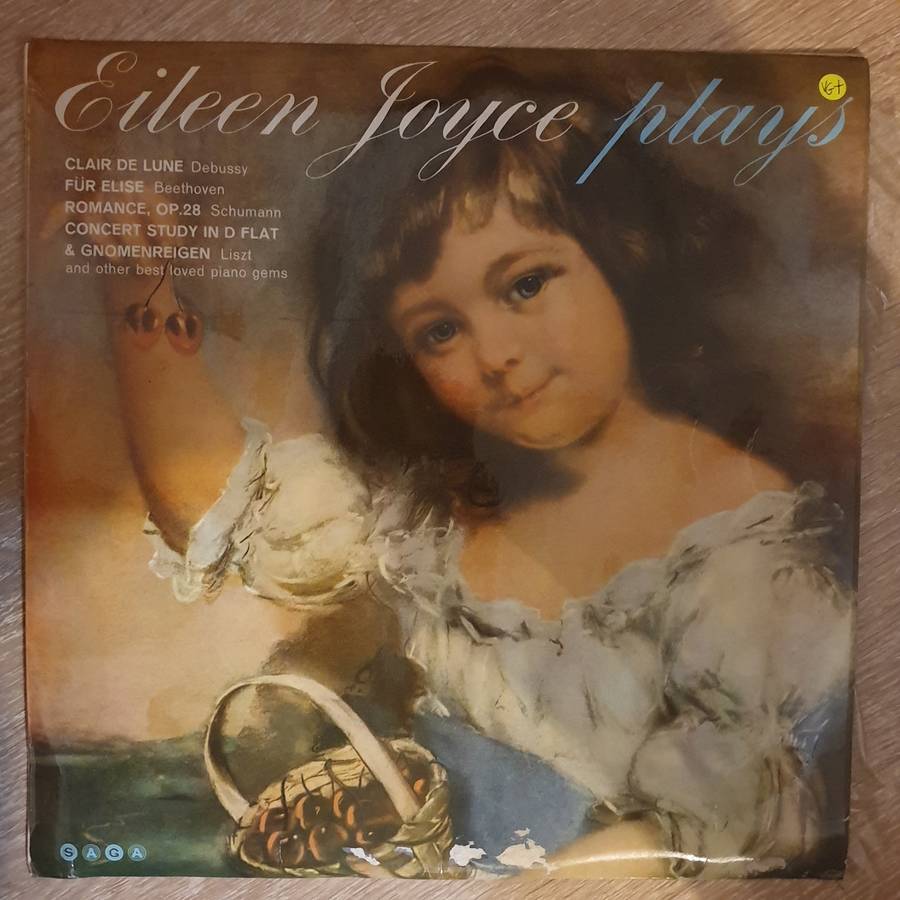 Eileen Joyce plays
VG+
CLAIR DE LUNE Debussy
FÜR ELISE Beethoven
ROMANCE, OP.28 Schumann
CONCERT STUDY IN D FLAT
& GNOMENREIGEN Liszt
and other best loved piano gems
SAGA